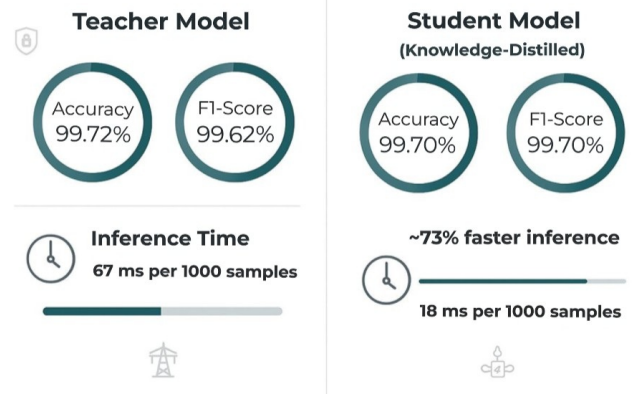 Teacher Model
Accuracy
99.72%
F1-Score
99.62%
Inference Time
67 ms per 1000 samples
Student Model
(Knowledge-Distilled)
Accuracy
99.70%
F1-Score
99.70%
~73% faster inference
18 ms per 1000 samples
4